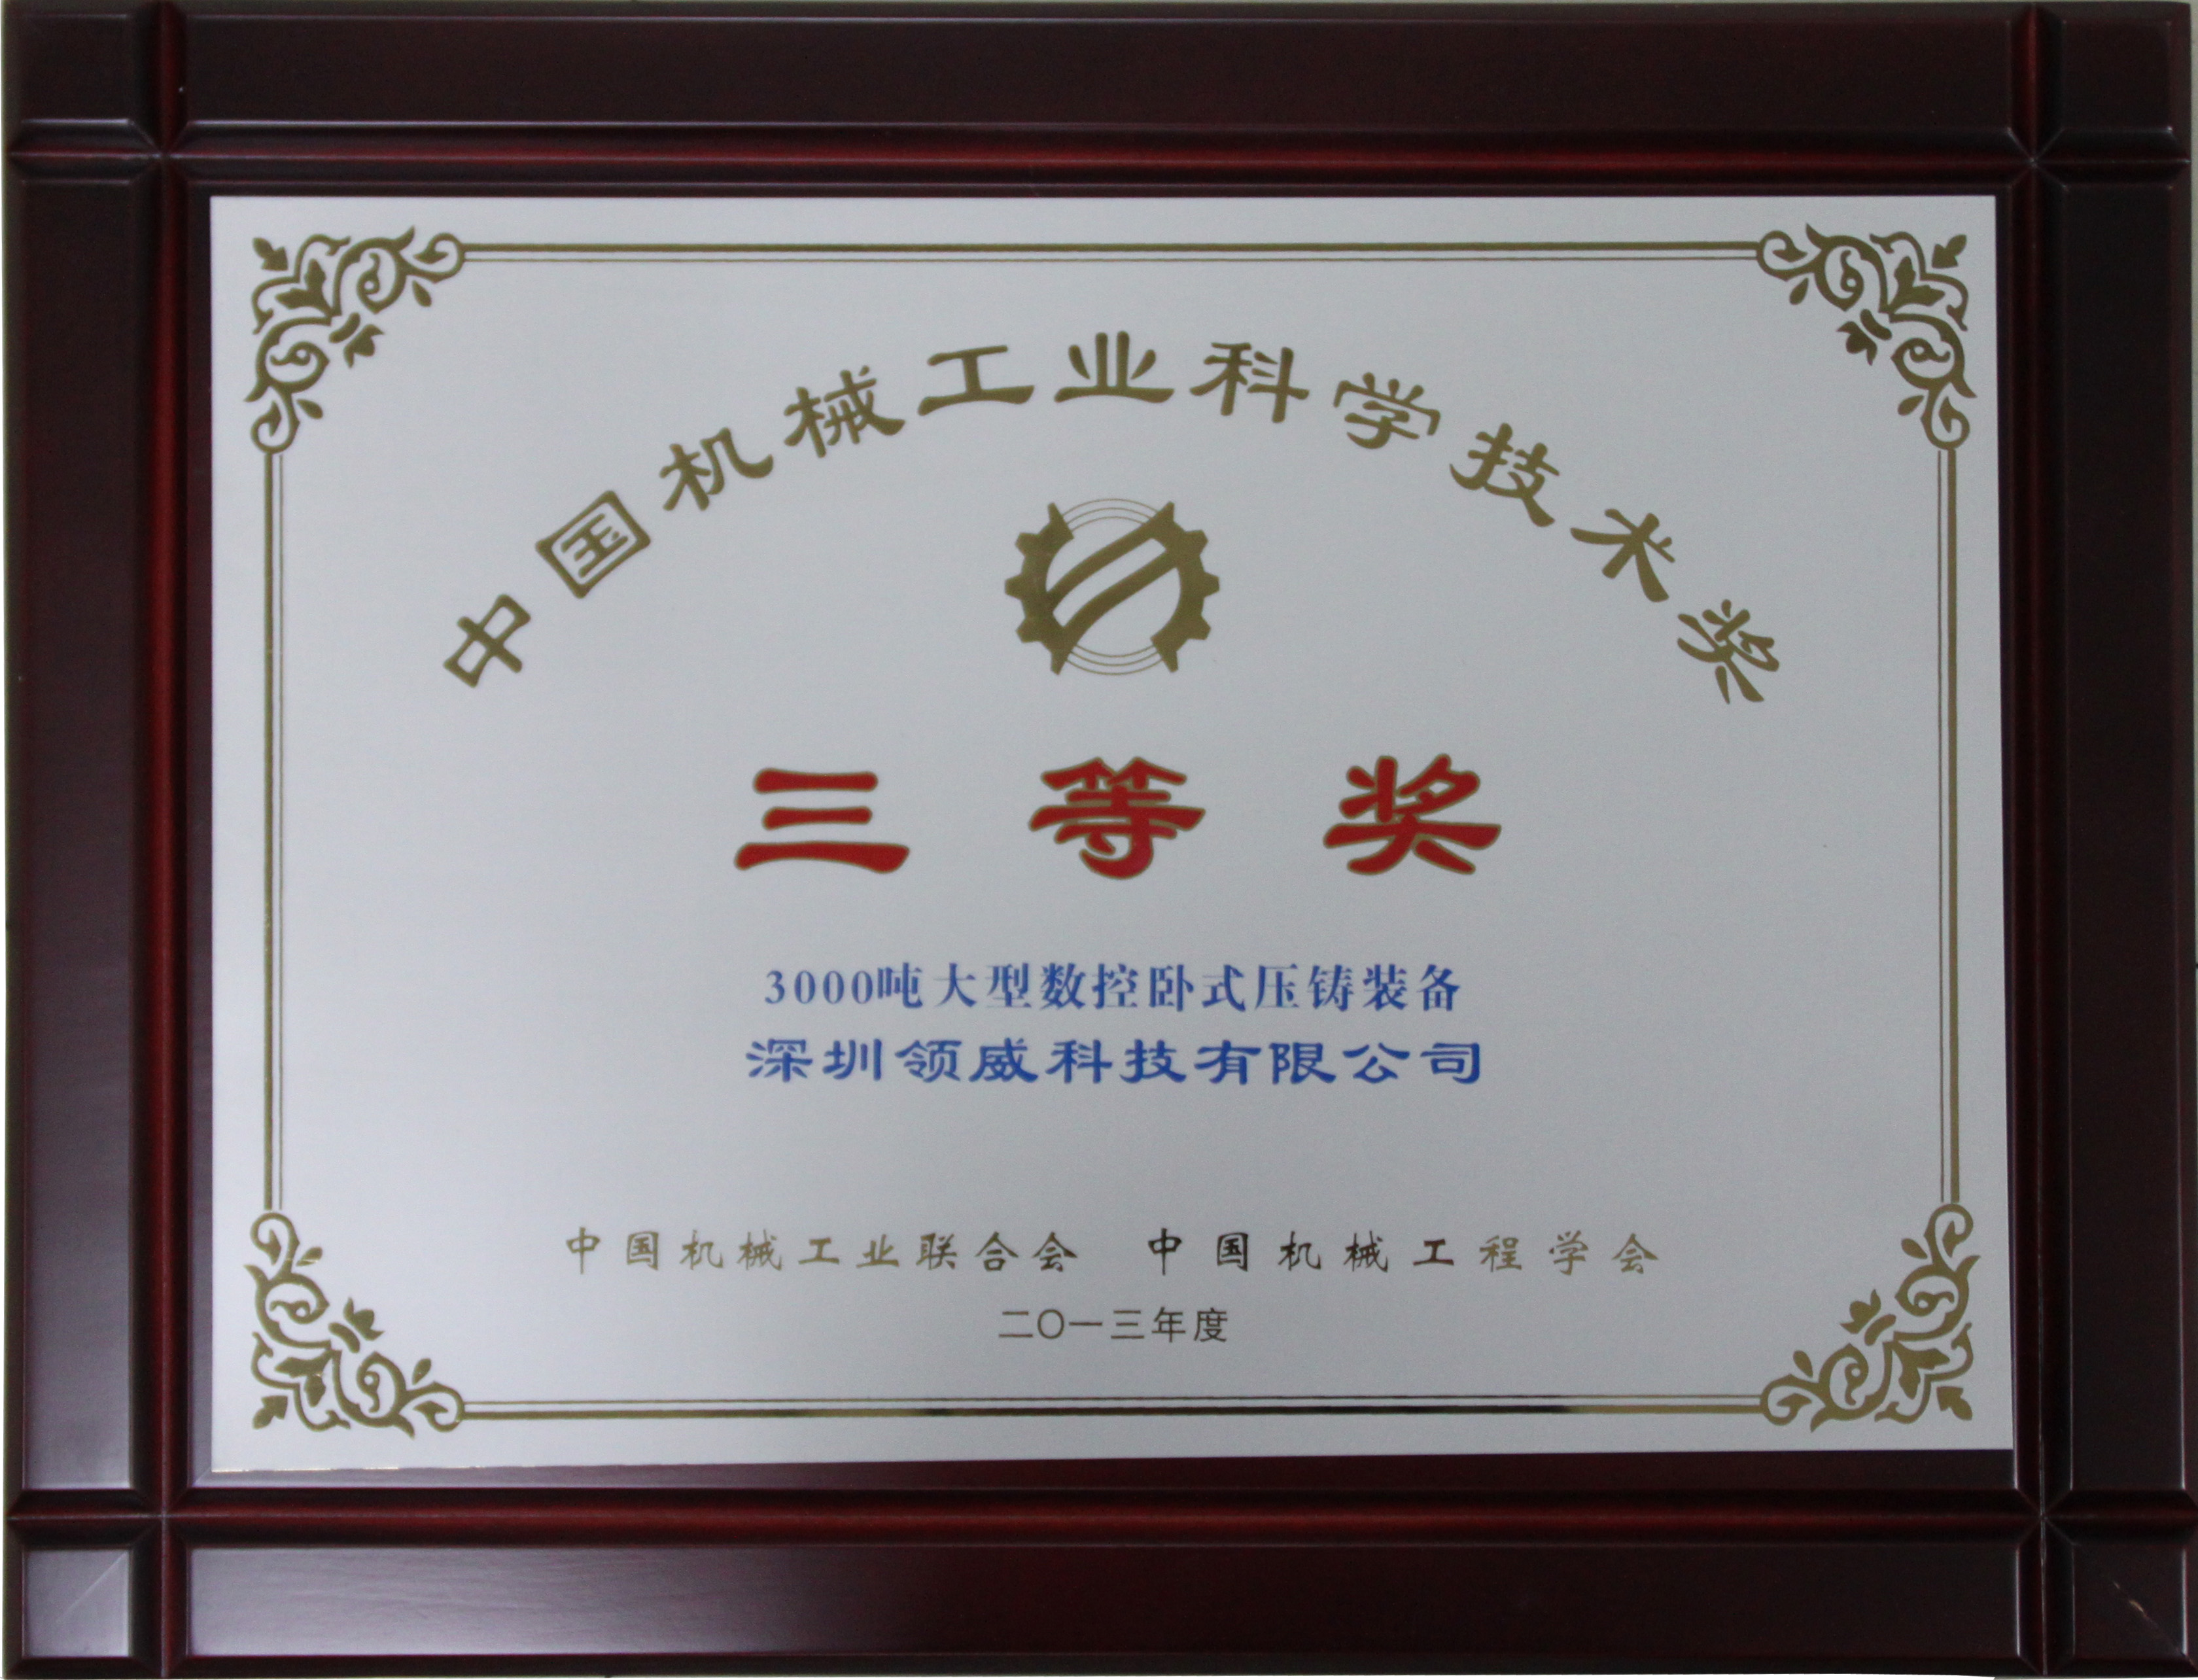 中国机械工业科学技术奖
三等奖
3000吨大型数控卧式压铸装备
深圳领威科技有限公司
中国机械工业联合会 中国机械工程学会
二〇一三年度